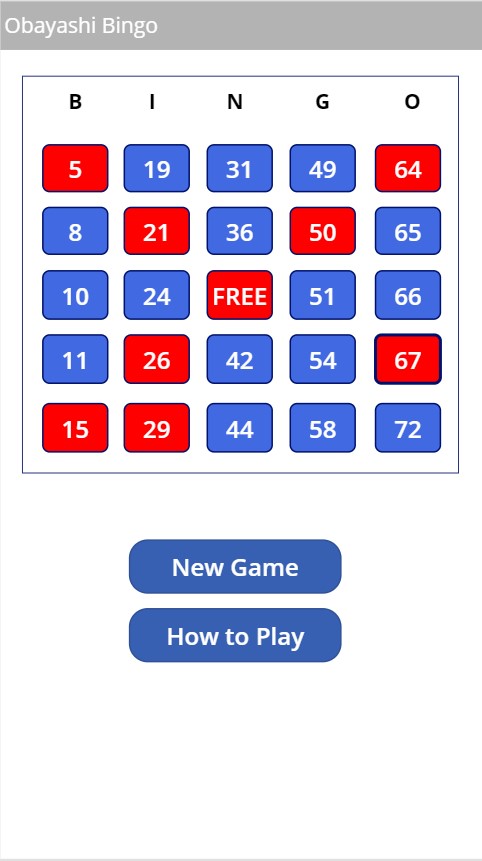 Obayashi Bingo
B I N G O
5 19 31 49 64
8 21 36 50 65
10 24 FREE 51 66
11 26 42 54 67
15 29 44 58 72
New Game
How to Play